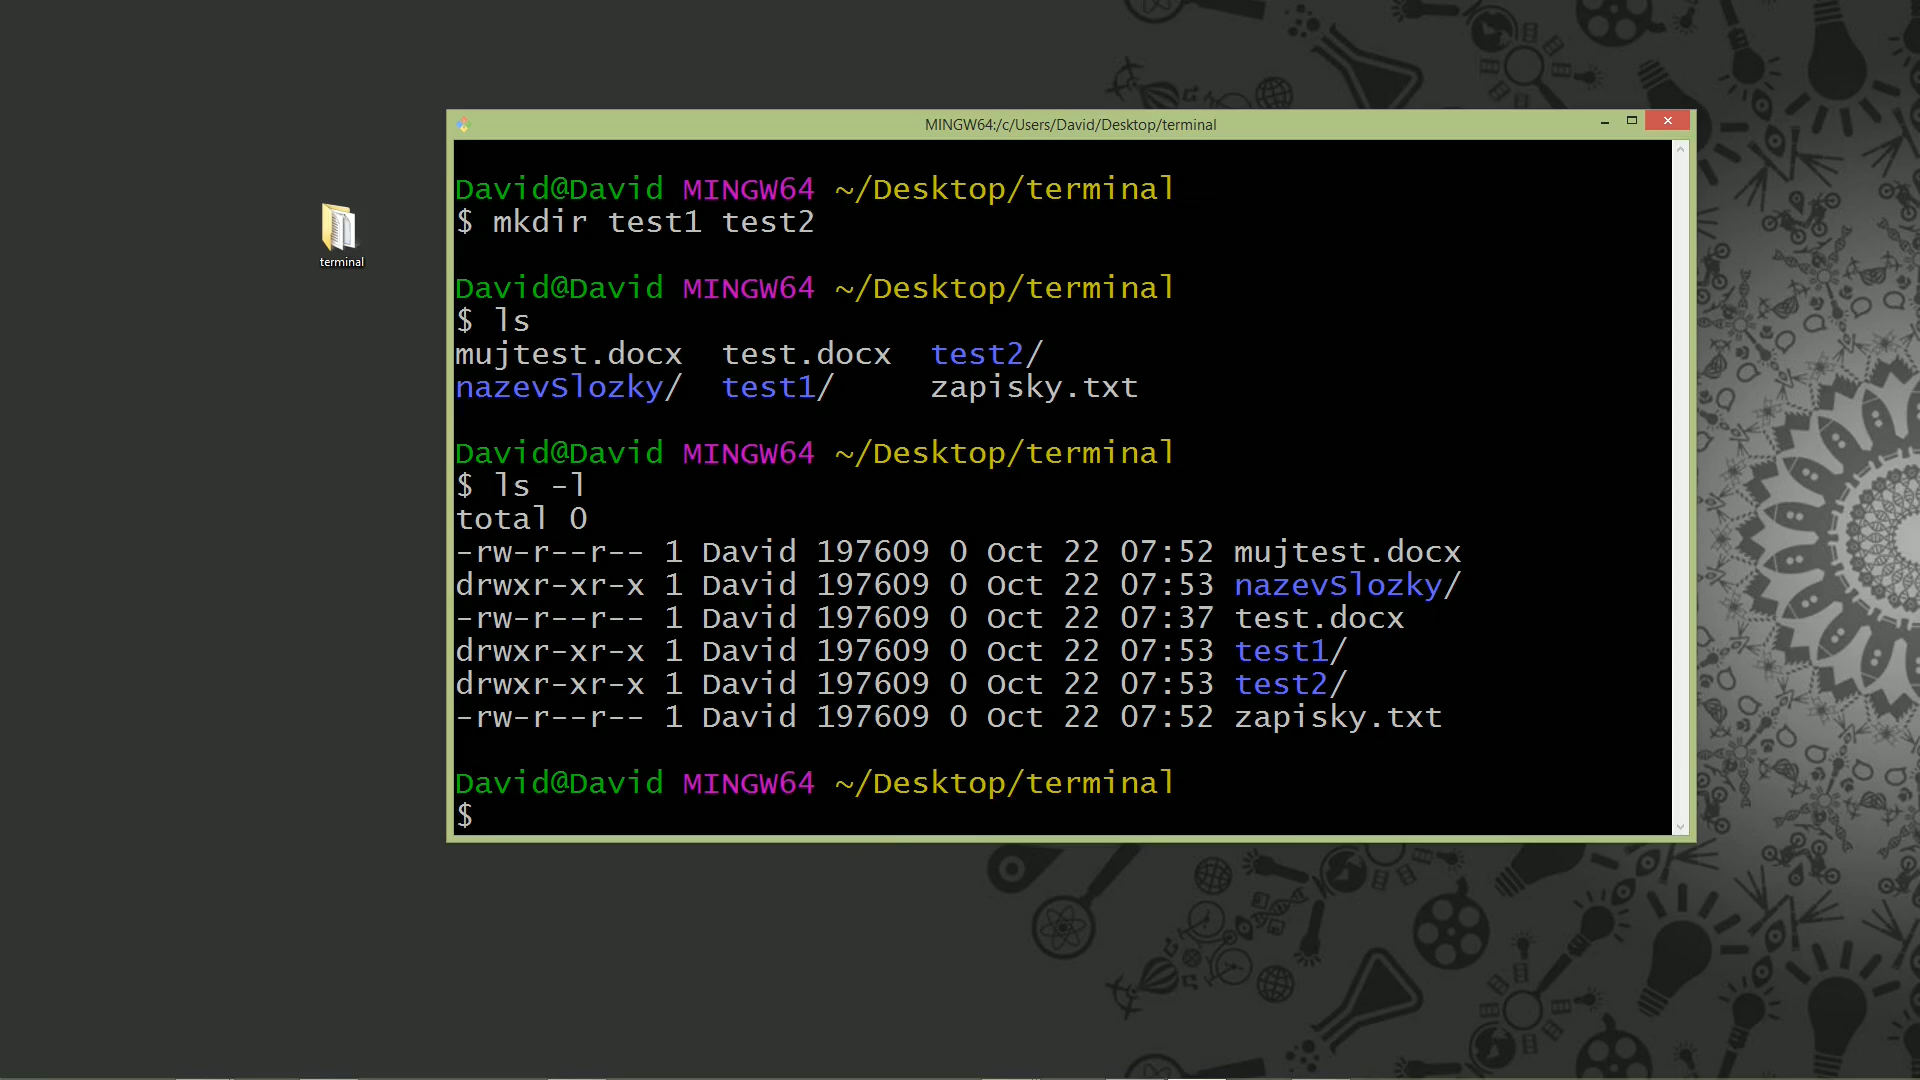 MINGW64:/c/Users/David/Desktop/terminal
terminal
David@David MINGW64 ~/Desktop/terminal
$ mkdir test1 test2
David@David MINGW64 ~/Desktop/terminal
$ ls
mujtest.docx  test.docx  test2/
nazevSlozky/  test1/     zapisky.txt
David@David MINGW64 ~/Desktop/terminal
$ ls -l
total 0
-rw-r--r-- 1 David 197609 0 Oct 22 07:52 mujtest.docx
drwxr-xr-x 1 David 197609 0 Oct 22 07:53 nazevSlozky/
-rw-r--r-- 1 David 197609 0 Oct 22 07:37 test.docx
drwxr-xr-x 1 David 197609 0 Oct 22 07:53 test1/
drwxr-xr-x 1 David 197609 0 Oct 22 07:53 test2/
-rw-r--r-- 1 David 197609 0 Oct 22 07:52 zapisky.txt
David@David MINGW64 ~/Desktop/terminal
$